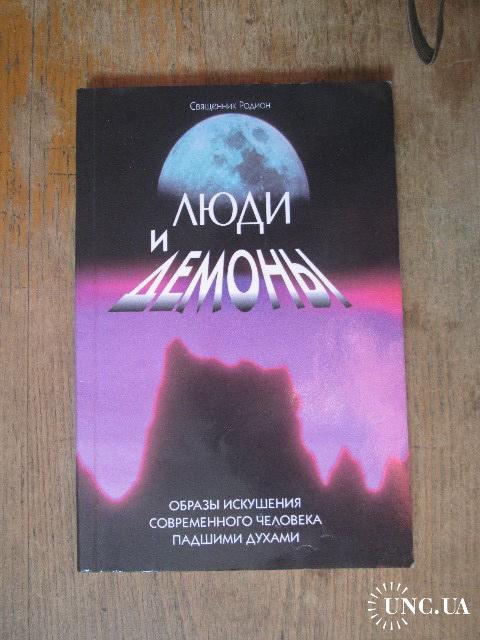 Священник Родион
ЛЮДИ
И
ДЕМОНЫ
ОБРАЗЫ ИСКУШЕНИЯ
СОВРЕМЕННОГО ЧЕЛОВЕКА
ПАДШИМИ ДУХАМИ
UNC.UA